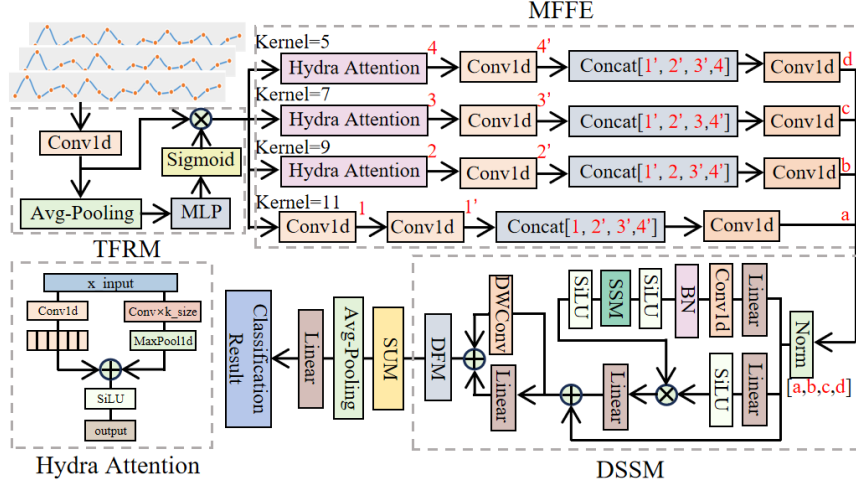 MFFE
Kernel=5
Hydra Attention
4
Conv1d
4'
Concat[1', 2', 3',4]
Conv1d
d
Kernel=7
Hydra Attention
3
Conv1d
3'
Concat[1', 2', 3,4']
Conv1d
c
Kernel=9
Hydra Attention
2
Conv1d
2'
Concat[1', 2, 3',4']
Conv1d
b
Kernel=11
Conv1d
1
Conv1d
1'
Concat[1, 2', 3',4']
Conv1d
a
Conv1d
Sigmoid
Avg-Pooling
MLP
TFRM
x_input
Conv1d
Conv×k_size
MaxPool1d
SiLU
output
Hydra Attention
Classification
Result
Linear
Avg-Pooling
SUM
DFM
DWConv
Linear
SiLU
SSM
SiLU
BN
Conv1d
Linear
Norm
[a,b,c,d]
Linear
SiLU
Linear
DSSM